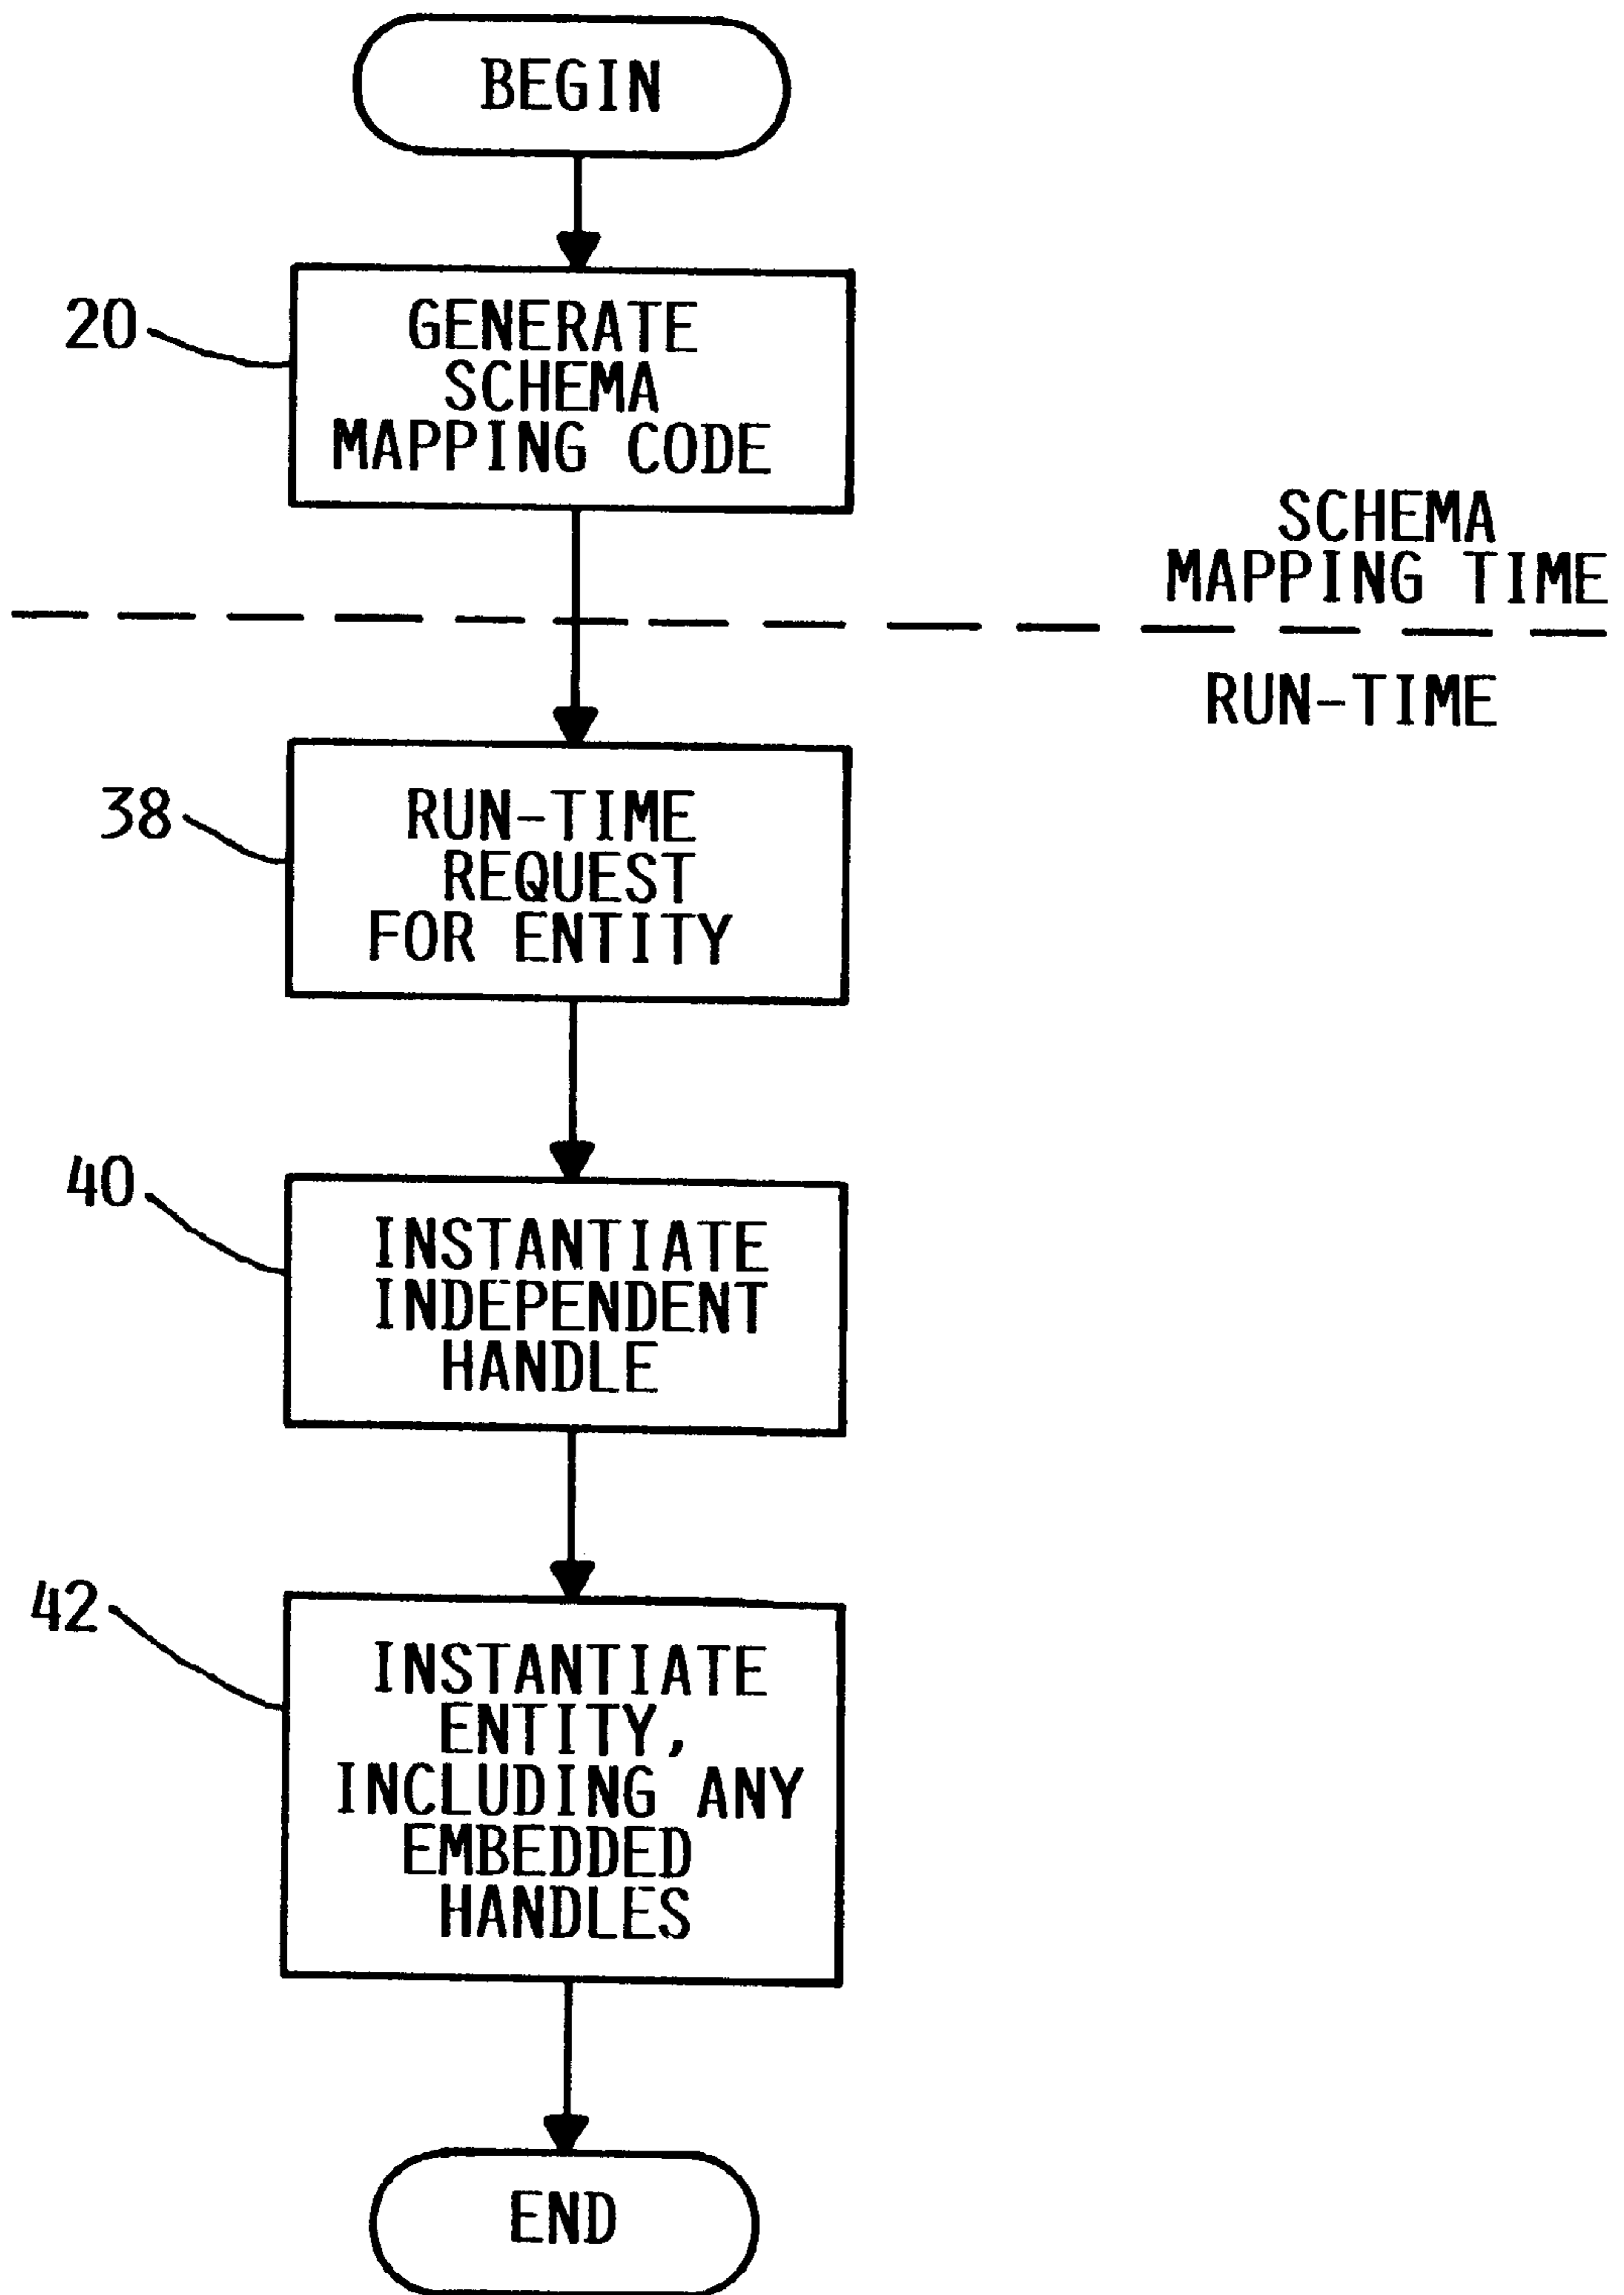 BEGIN
20
GENERATE
SCHEMA
MAPPING CODE
SCHEMA
MAPPING TIME
RUN-TIME
38
RUN-TIME
REQUEST
FOR ENTITY
40
INSTANTIATE
INDEPENDENT
HANDLE
42
INSTANTIATE
ENTITY,
INCLUDING ANY
EMBEDDED
HANDLES
END